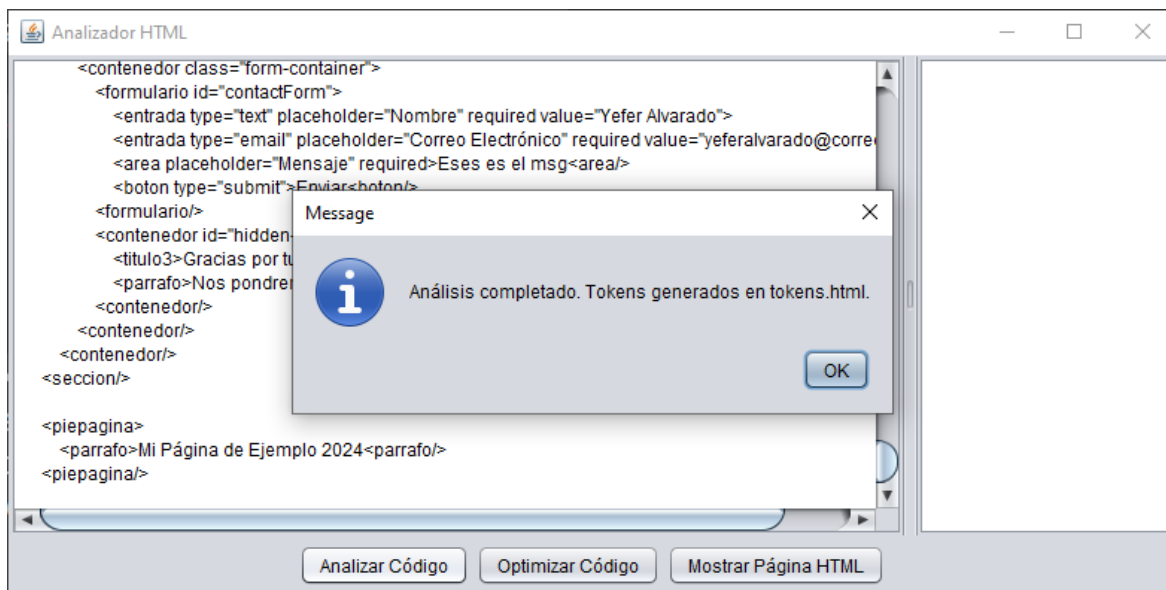 Analizador HTML
<contenedor class="form-container">
<formulario id="contactForm">
<entrada type="text" placeholder="Nombre" required value="Yefer Alvarado">
<entrada type="email" placeholder="Correo Electrónico" required value="yeferalvarado@corre
<area placeholder="Mensaje" required>Eses es el msg<area/>
<boton type="submit">Enviar<boton/>
<formulario/>
<contenedor id="hidden-
<titulo3>Gracias por tu
<parrafo>Nos pondre
<contenedor/>
<contenedor/>
<contenedor/>
<seccion/>
<piepagina>
<parrafo>Mi Página de Ejemplo 2024<parrafo/>
<piepagina/>
Message
Análisis completado. Tokens generados en tokens.html.
OK
Analizar Código
Optimizar Código
Mostrar Página HTML